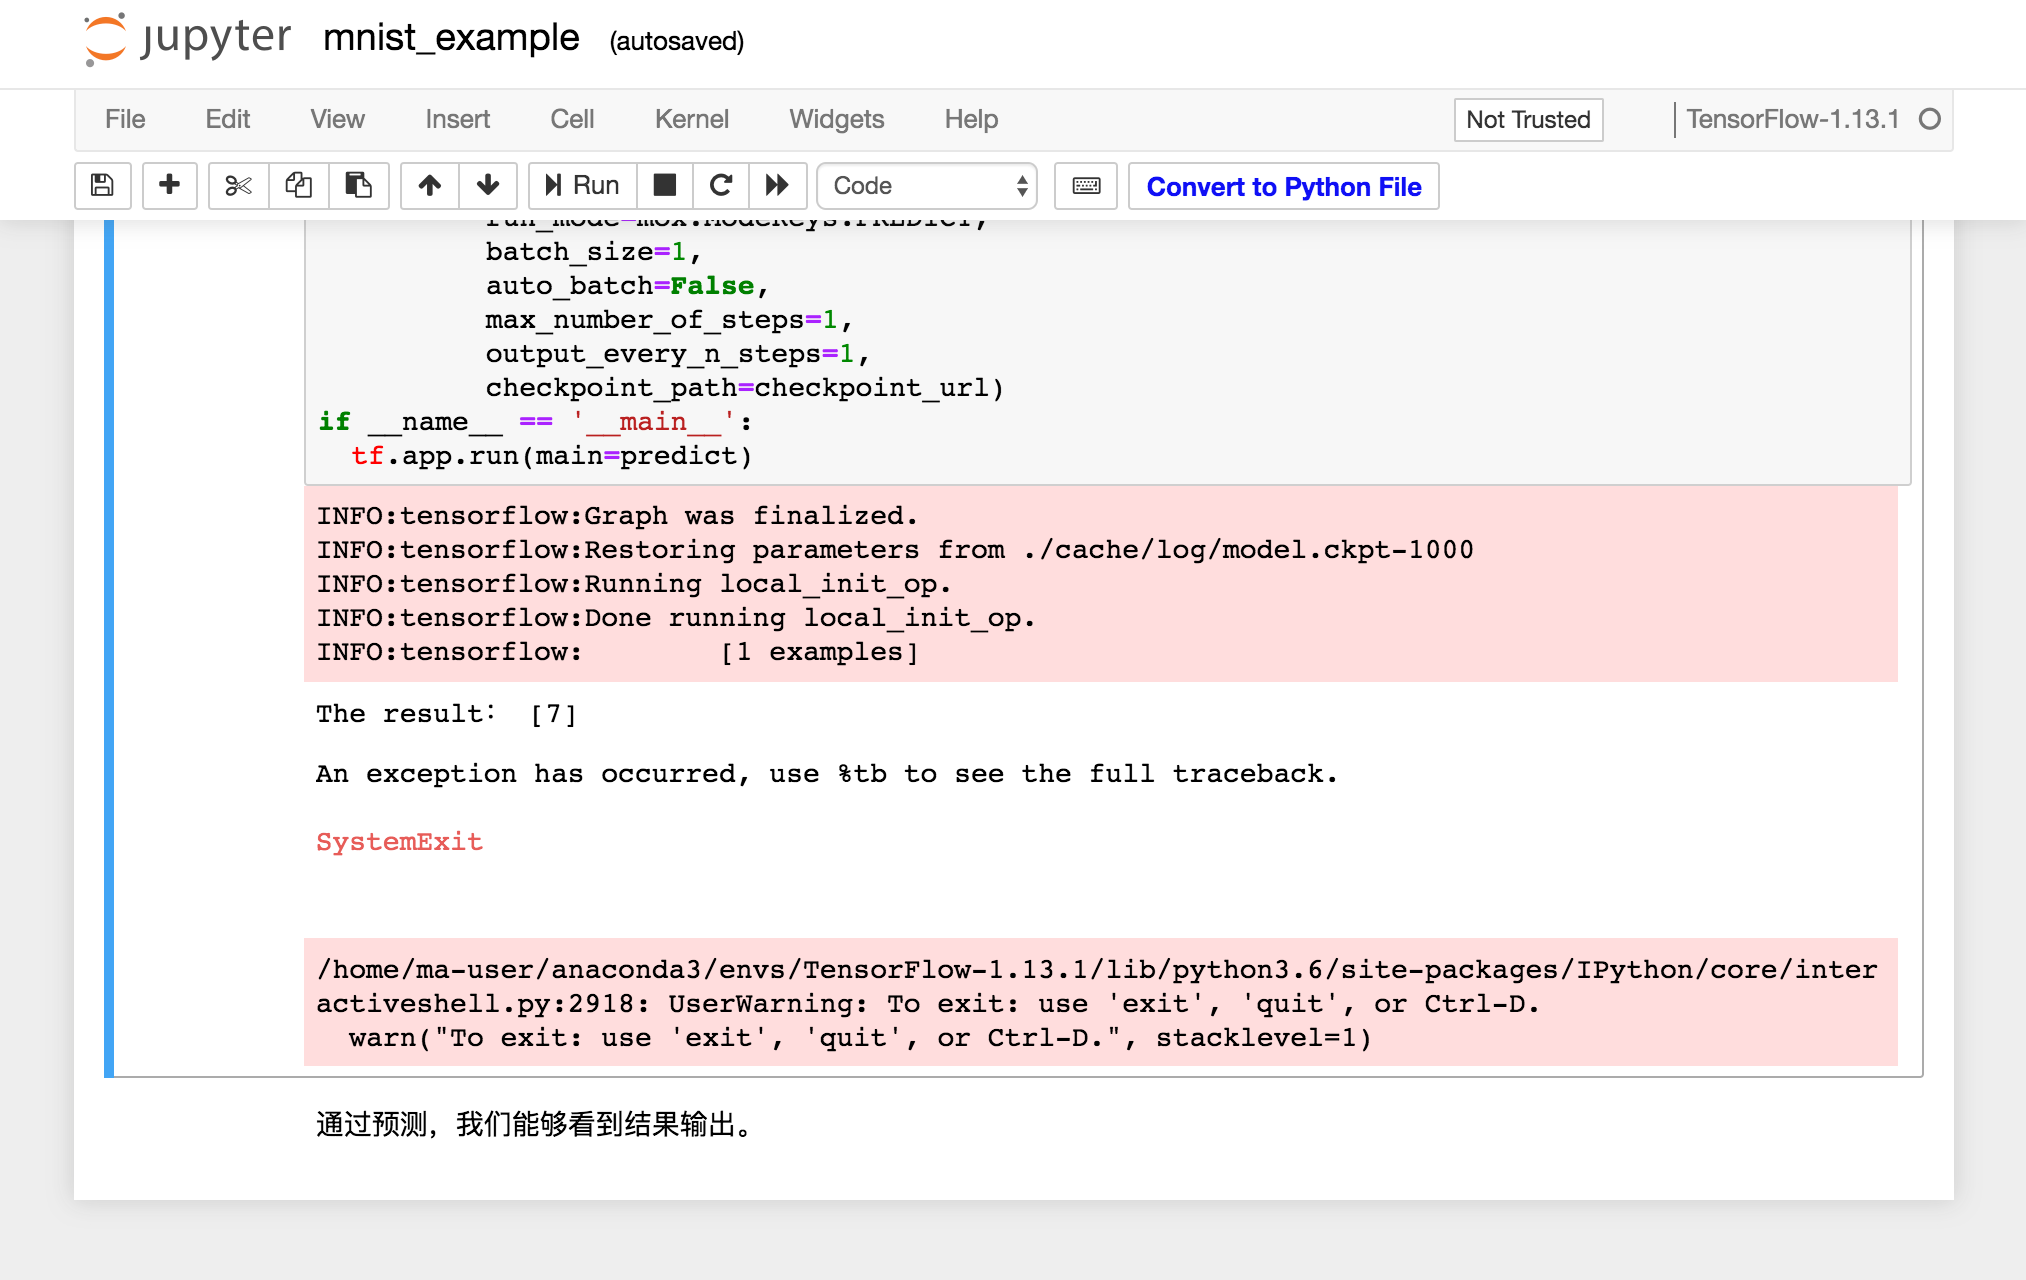 jupyter mnist_example (autosaved)
File Edit View Insert Cell Kernel Widgets Help Not Trusted TensorFlow-1.13.1
Run Code Convert to Python File
run_mode=mox.ModeKeys.PREDICT,
batch_size=1,
auto_batch=False,
max_number_of_steps=1,
output_every_n_steps=1,
checkpoint_path=checkpoint_url)
if __name__ == '__main__':
tf.app.run(main=predict)
INFO:tensorflow:Graph was finalized.
INFO:tensorflow:Restoring parameters from ./cache/log/model.ckpt-1000
INFO:tensorflow:Running local_init_op.
INFO:tensorflow:Done running local_init_op.
INFO:tensorflow: [1 examples]
The result: [7]
An exception has occurred, use %tb to see the full traceback.
SystemExit
/home/ma-user/anaconda3/envs/TensorFlow-1.13.1/lib/python3.6/site-packages/IPython/core/inter
activeshell.py:2918: UserWarning: To exit: use 'exit', 'quit', or Ctrl-D.
warn("To exit: use 'exit', 'quit', or Ctrl-D.", stacklevel=1)
通过预测，我们能够看到结果输出。